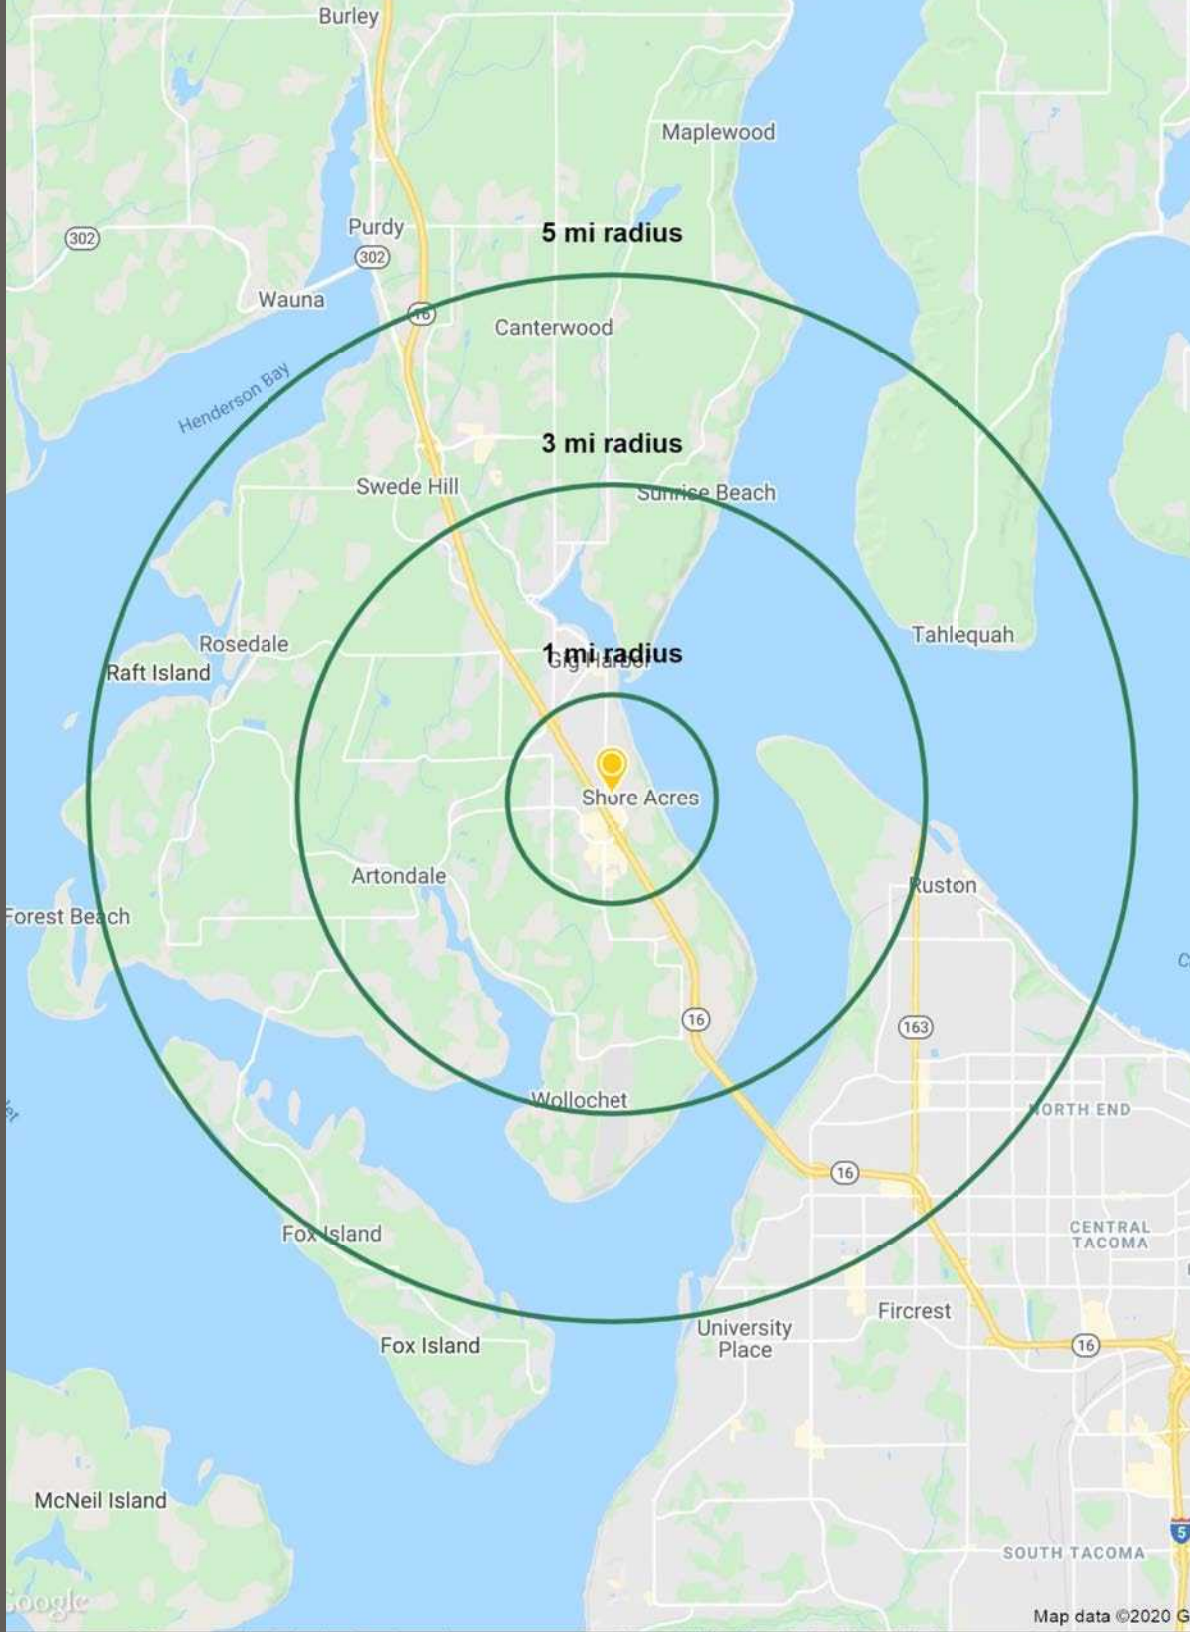 Burley
Maplewood
Purdy
5 mi radius
302
302
Wauna
16
Canterwood
Henderson Bay
3 mi radius
Swede Hill
Sunrise Beach
Tahlequah
Rosedale
1 mi radius
Gig Harbor
Raft Island
Shore Acres
Artondale
Ruston
Forest Beach
16
163
Wollochet
NORTH END
16
Fox Island
CENTRAL
TACOMA
Fircrest
University
Place
Fox Island
16
McNeil Island
5
SOUTH TACOMA
Google
Map data ©2020 G